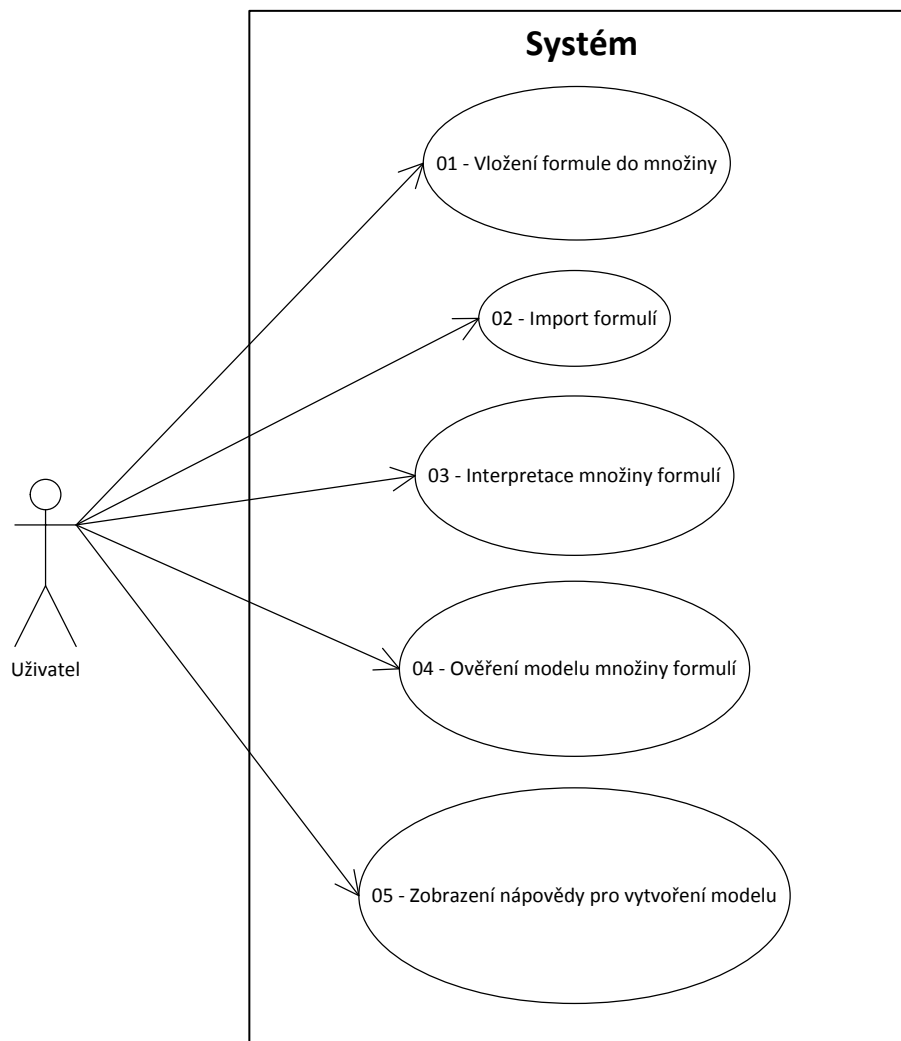 Systém
01 - Vložení formule do množiny
02 - Import formulí
03 - Interpretace množiny formulí
04 - Ověření modelu množiny formulí
Uživatel
05 - Zobrazení nápovědy pro vytvoření modelu